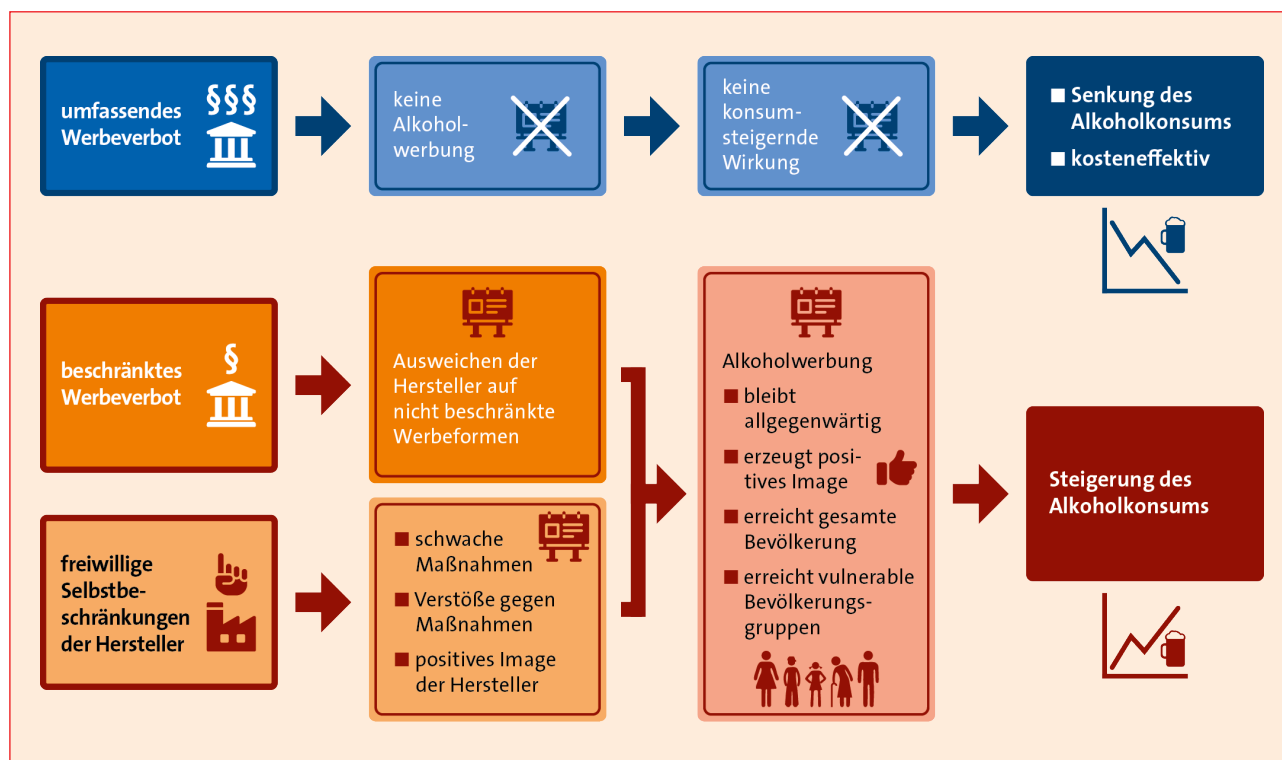 umfassendes
Werbeverbot
§§§
keine
Alkohol-
werbung
keine
konsum-
steigernde
Wirkung
Senkung des
Alkoholkonsums
kosteneffektiv
beschränktes
Werbeverbot
§
Ausweichen der
Hersteller auf
nicht beschränkte
Werbeformen
freiwillige
Selbstbe-
schränkungen
der Hersteller
schwache
Maßnahmen
Verstöße gegen
Maßnahmen
positives Image
der Hersteller
Alkoholwerbung
bleibt
allgegenwärtig
erzeugt posi-
tives Image
erreicht gesamte
Bevölkerung
erreicht vulnerable
Bevölkerungs-
gruppen
Steigerung des
Alkoholkonsums